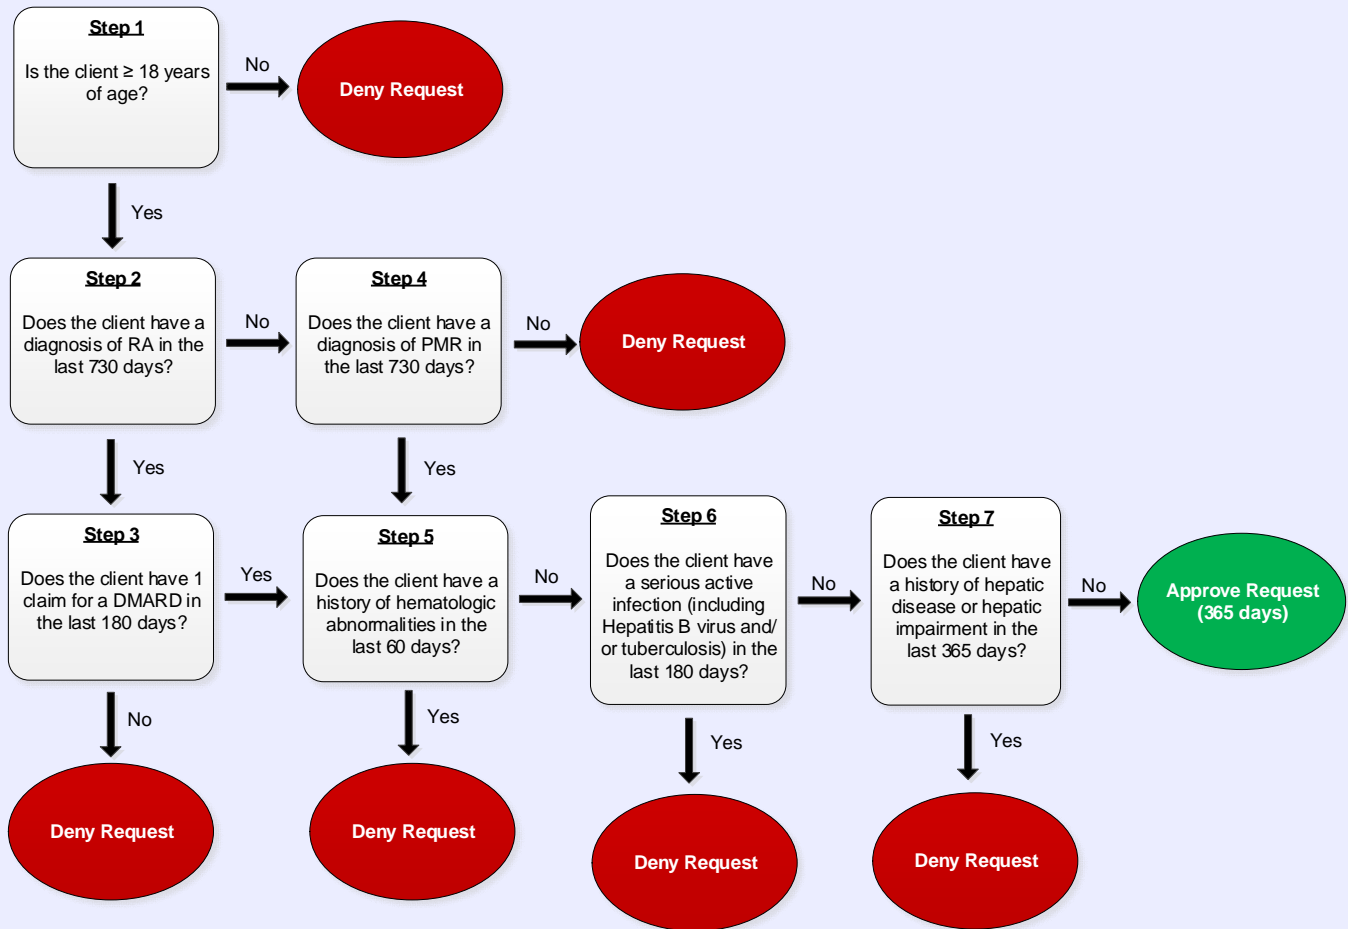 Step 1
Is the client ≥ 18 years
of age?
No
Deny Request
Yes
Step 2
Does the client have a
diagnosis of RA in the
last 730 days?
No
Step 4
Does the client have a
diagnosis of PMR in
the last 730 days?
No
Deny Request
Yes
Yes
Step 3
Does the client have 1
claim for a DMARD in
the last 180 days?
Yes
Step 5
Does the client have a
history of hematologic
abnormalities in the
last 60 days?
No
Step 6
Does the client have
a serious active
infection (including
Hepatitis B virus and/
or tuberculosis) in the
last 180 days?
No
Step 7
Does the client have
a history of hepatic
disease or hepatic
impairment in the
last 365 days?
No
Approve Request
(365 days)
No
Yes
Yes
Yes
Deny Request
Deny Request
Deny Request
Deny Request